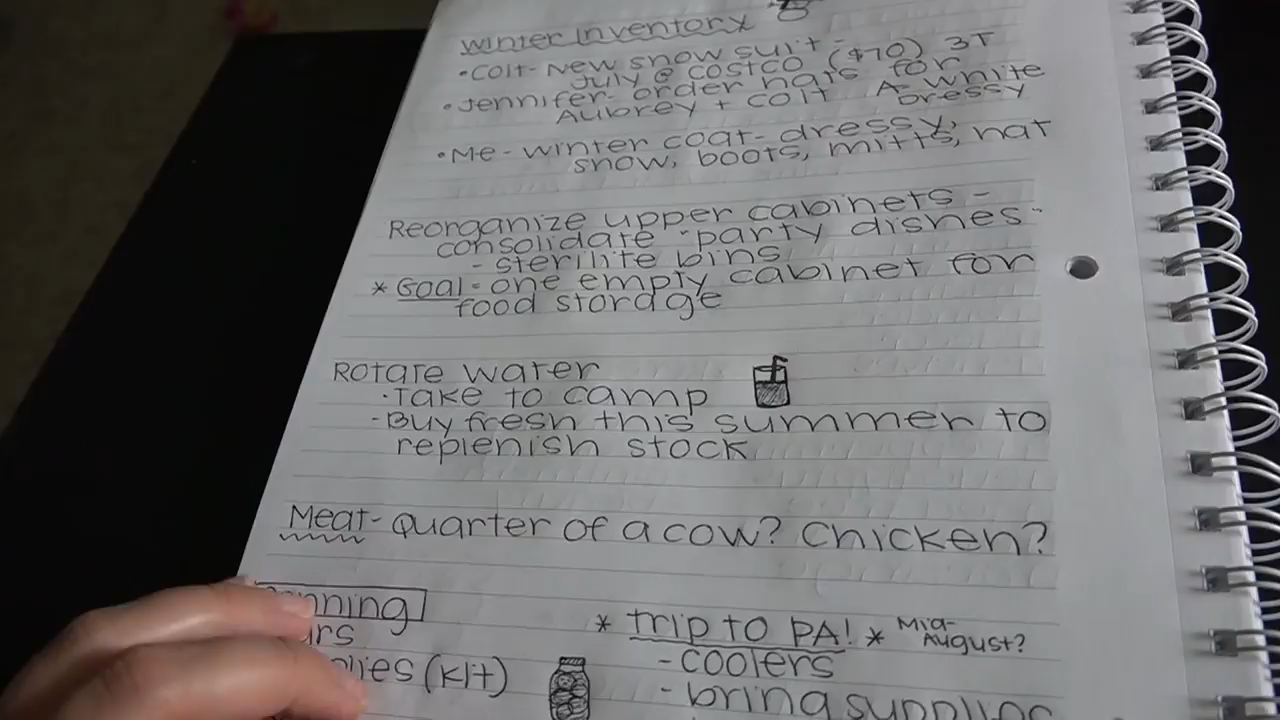 Winter Inventory
• Colt - New snow suit -
July @ costco ($70) 3T
• Jennifer - order hats for
Aubrey + Colt A - white
Dressy
• Me - winter coat - dressy,
snow, boots, mitts, hat
Reorganize upper cabinets -
consolidate "party dishes"
- sterilite bins
* Goal - one empty cabinet for
food storage
Rotate water
• Take to camp
- Buy fresh this summer to
replenish stock
Meat - quarter of a cow? Chicken?
* trip to PA! * Mid-
August?
- coolers
(kit)
- bring